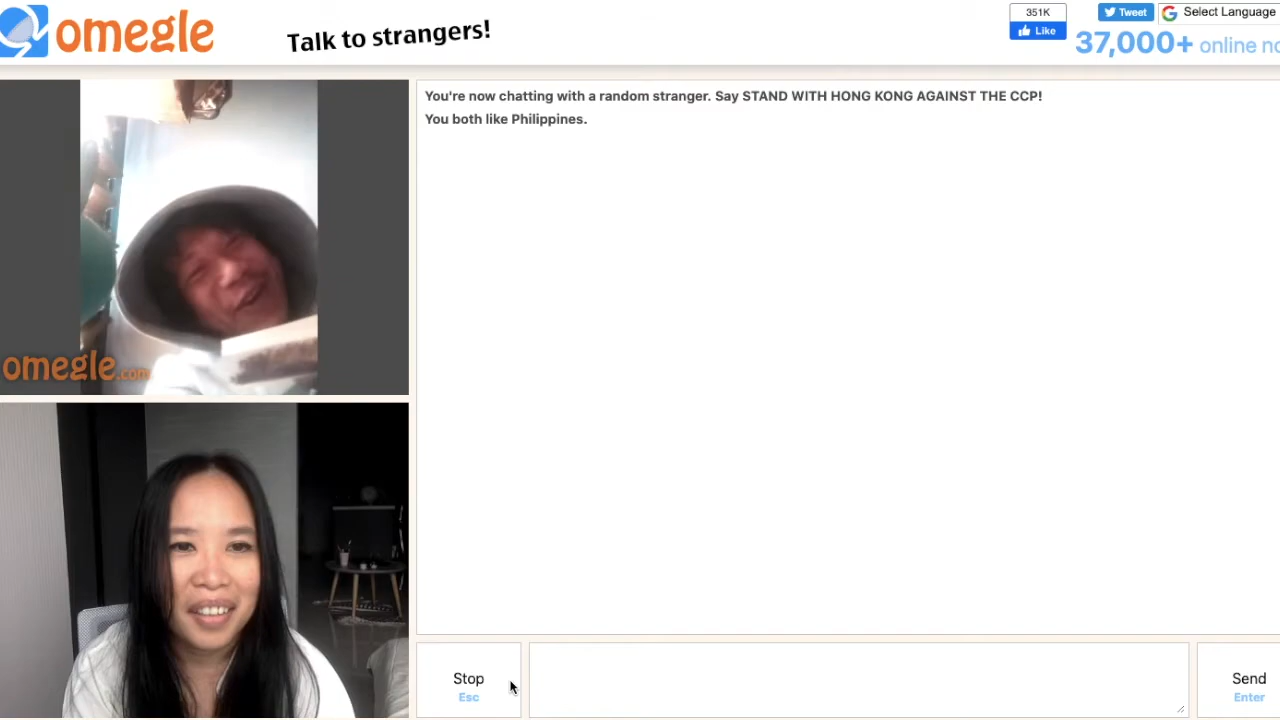 omegle
Talk to strangers!
351K
Like
Tweet
Select Language
37,000+ online no
You're now chatting with a random stranger. Say STAND WITH HONG KONG AGAINST THE CCP!
You both like Philippines.
omegle.com
Stop
Esc
Send
Enter